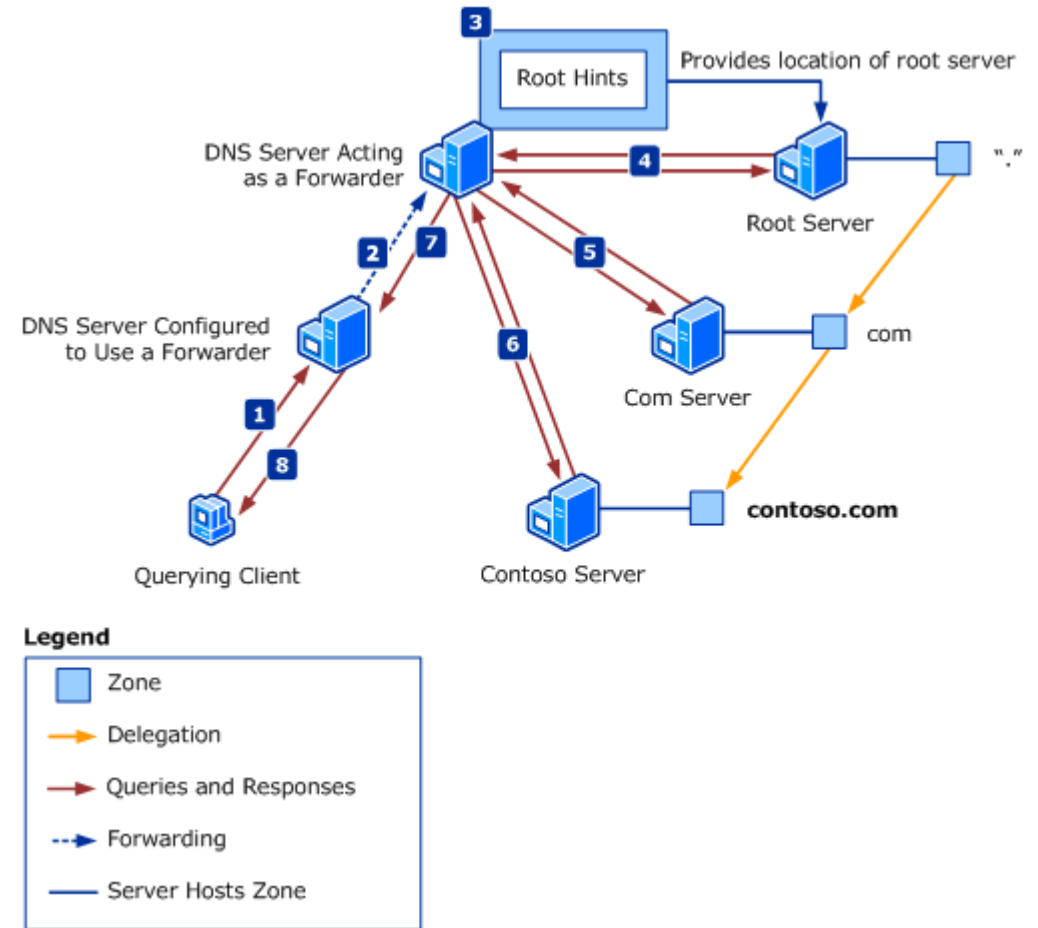 3
Root Hints
Provides location of root server
DNS Server Acting
as a Forwarder
4
"."
Root Server
2
7
5
DNS Server Configured
to Use a Forwarder
6
com
Com Server
1
8
contoso.com
Querying Client
Contoso Server
Legend
Zone
Delegation
Queries and Responses
Forwarding
Server Hosts Zone